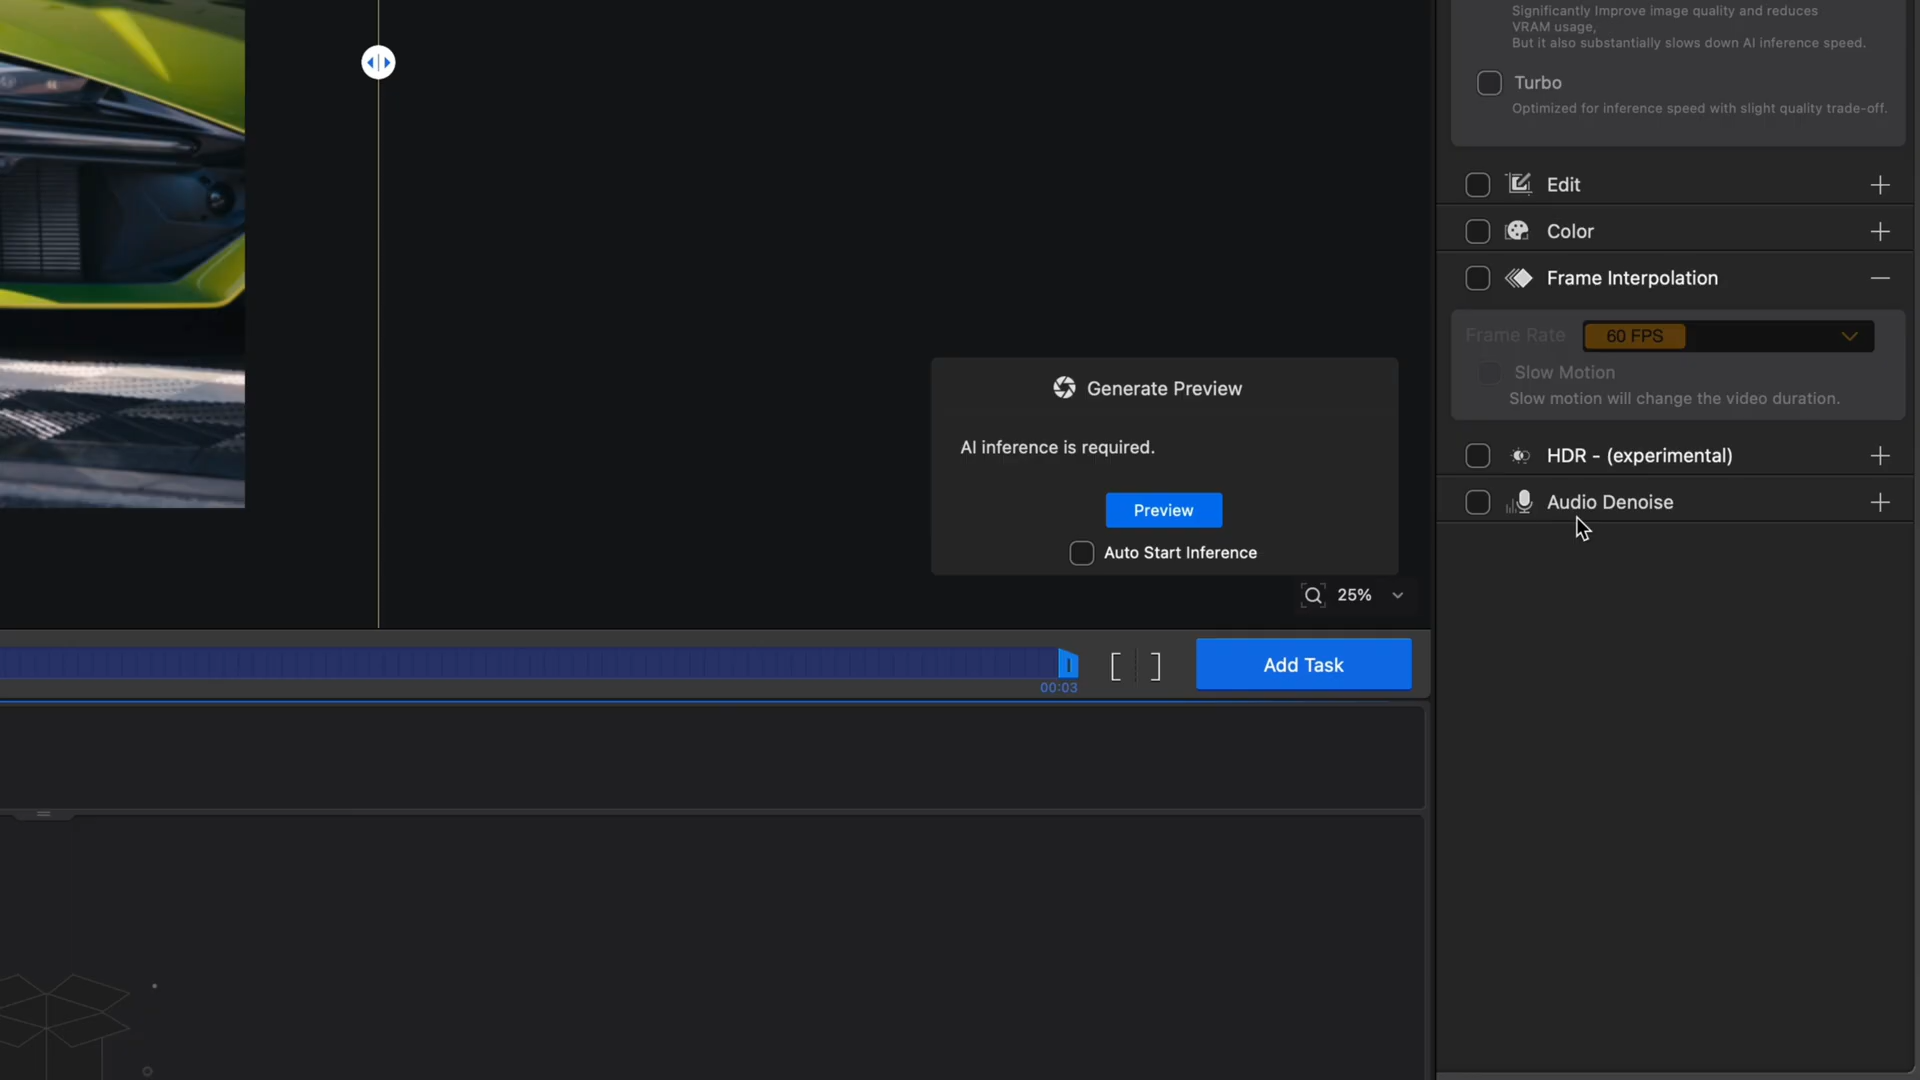 Significantly Improve image quality and reduces
VRAM usage,
But it also substantially slows down AI inference speed.
Turbo
Optimized for inference speed with slight quality trade-off.
Edit
Color
Frame Interpolation
Frame Rate
60 FPS
Slow Motion
Slow motion will change the video duration.
HDR - (experimental)
Audio Denoise
Generate Preview
AI inference is required.
Preview
Auto Start Inference
25%
00:03
[ ]
Add Task